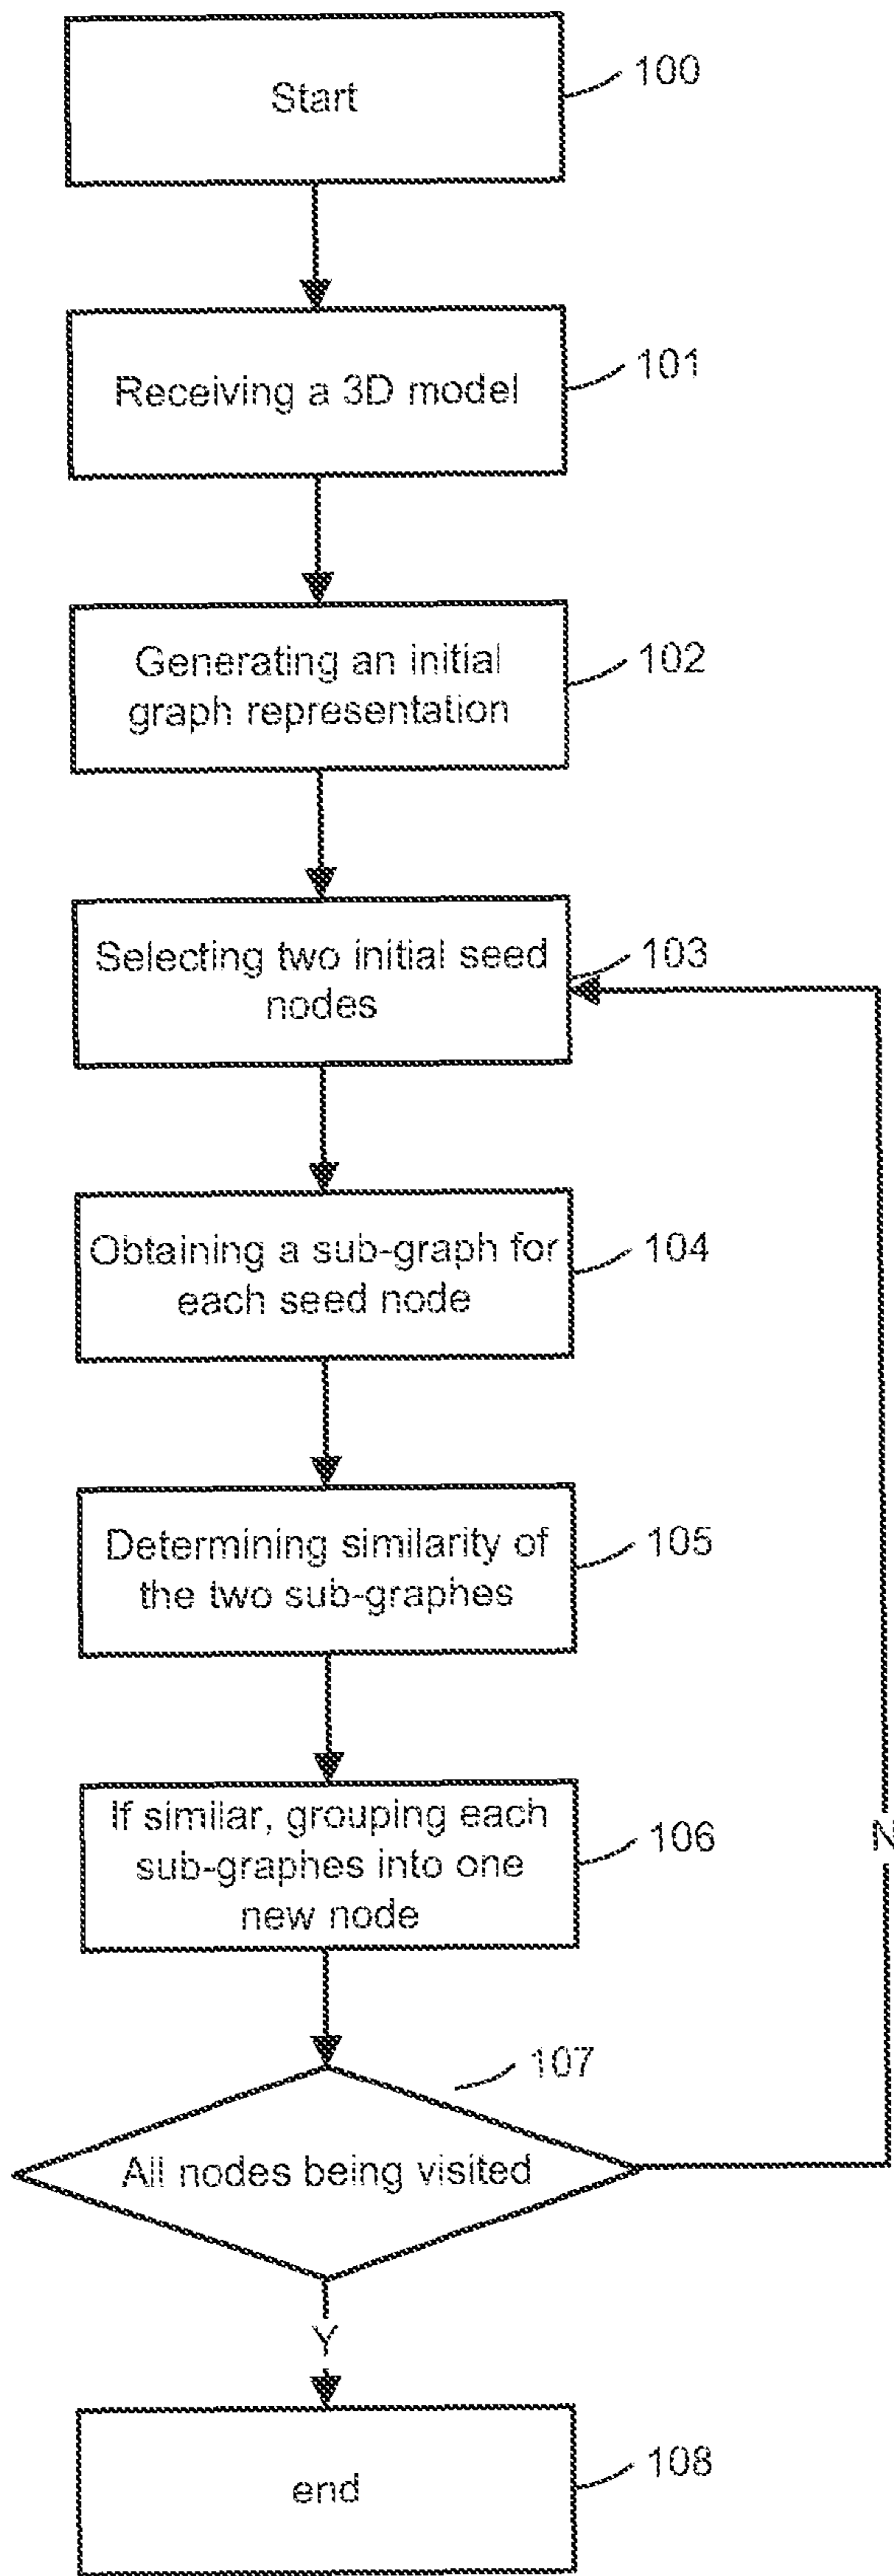 Start
100
Receiving a 3D model
101
Generating an initial
graph representation
102
Selecting two initial seed
nodes
103
Obtaining a sub-graph for
each seed node
104
Determining similarity of
the two sub-graphes
105
If similar, grouping each
sub-graphes into one
new node
106
N
107
All nodes being visited
Y
end
108